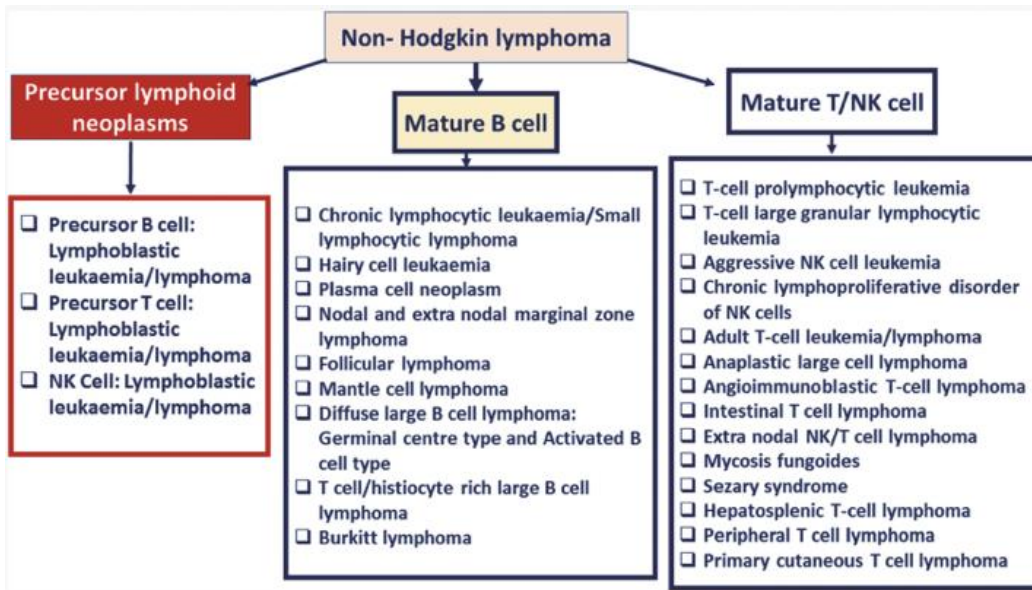 Non- Hodgkin lymphoma
Precursor lymphoid
neoplasms
Mature B cell
Mature T/NK cell
❑ Precursor B cell:
Lymphoblastic
leukaemia/lymphoma
❑ Precursor T cell:
Lymphoblastic
leukaemia/lymphoma
❑ NK Cell: Lymphoblastic
leukaemia/lymphoma
❑ Chronic lymphocytic leukaemia/Small
lymphocytic lymphoma
❑ Hairy cell leukaemia
❑ Plasma cell neoplasm
❑ Nodal and extra nodal marginal zone
lymphoma
❑ Follicular lymphoma
❑ Mantle cell lymphoma
❑ Diffuse large B cell lymphoma:
Germinal centre type and Activated B
cell type
❑ T cell/histiocyte rich large B cell
lymphoma
❑ Burkitt lymphoma
❑ T-cell prolymphocytic leukemia
❑ T-cell large granular lymphocytic
leukemia
❑ Aggressive NK cell leukemia
❑ Chronic lymphoproliferative disorder
of NK cells
❑ Adult T-cell leukemia/lymphoma
❑ Anaplastic large cell lymphoma
❑ Angioimmunoblastic T-cell lymphoma
❑ Intestinal T cell lymphoma
❑ Extra nodal NK/T cell lymphoma
❑ Mycosis fungoides
❑ Sezary syndrome
❑ Hepatosplenic T-cell lymphoma
❑ Peripheral T cell lymphoma
❑ Primary cutaneous T cell lymphoma